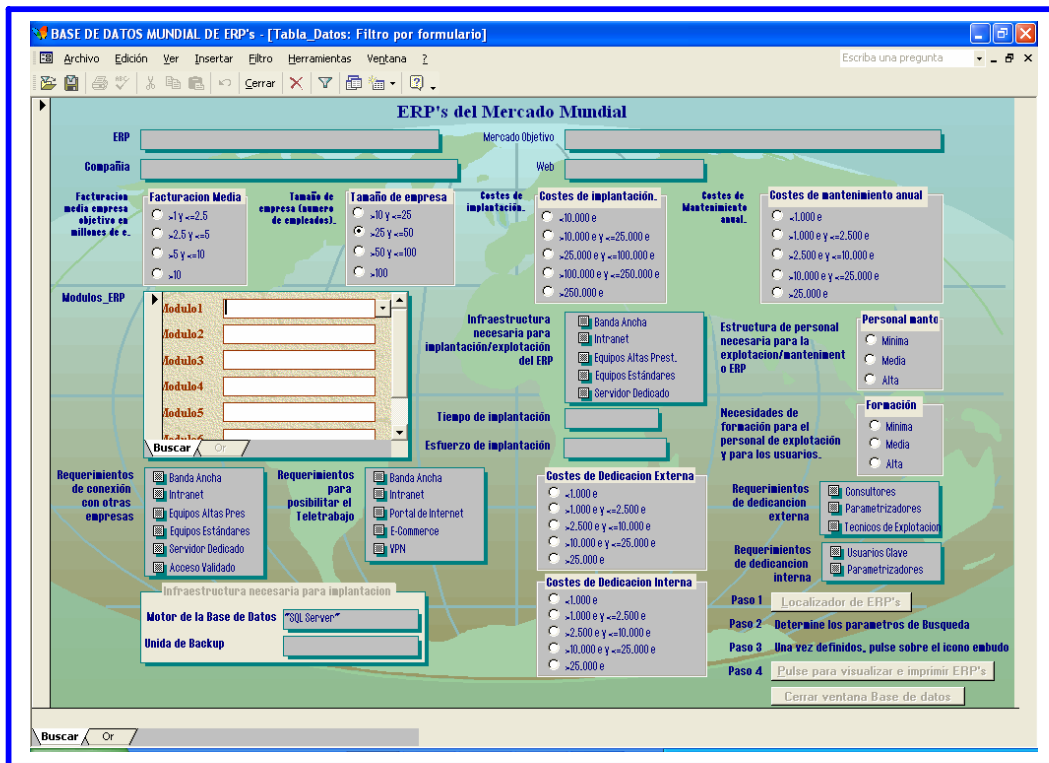 BASE DE DATOS MUNDIAL DE ERP's - [Tabla_Datos: Filtro por formulario]
Archivo Edición Ver Insertar Filtro Herramientas Ventana ? Escriba una pregunta
Cerrar
ERP's del Mercado Mundial
ERP Mercado Objetivo
Compañia Web
Facturacion
media empresa
objetivo en
millones de e.
Facturacion Media
>1 y <=2.5
>2.5 y <=5
>5 y <=10
>10
Tamaño de
empresa (numero
de empleados).
Tamaño de empresa
>10 y <=25
>25 y <=50
>50 y <=100
>100
Costes de
implantación.
Costes de implantación.
<10.000 e
>10.000 e y <=25.000 e
>25.000 e y <=100.000 e
>100.000 e y <=250.000 e
>250.000 e
Costes de
Mantenimiento
anual.
Costes de mantenimiento anual
<1.000 e
>1.000 e y <=2.500 e
>2.500 e y <=10.000 e
>10.000 e y <=25.000 e
>25.000 e
Modulos_ERP
Modulo1
Modulo2
Modulo3
Modulo4
Modulo5
Modulo6
Buscar Or
Infraestructura
necesaria para
implantación/explotación
del ERP
Banda Ancha
Intranet
Equipos Altas Prest.
Equipos Estándares
Servidor Dedicado
Estructura de personal
necesaria para la
explotacion/manteniment
o ERP
Personal manto
Minima
Media
Alta
Tiempo de implantación
Esfuerzo de implantación
Necesidades de
formación para el
personal de explotación
y para los usuarios.
Formación
Minima
Media
Alta
Requerimientos
de conexión
con otras
empresas
Banda Ancha
Intranet
Equipos Altas Pres
Equipos Estándares
Servidor Dedicado
Acceso Validado
Requerimientos
para
posibilitar el
Teletrabajo
Banda Ancha
Intranet
Portal de Internet
E-Commerce
VPN
Costes de Dedicacion Externa
<1.000 e
>1.000 e y <=2.500 e
>2.500 e y <=10.000 e
>10.000 e y <=25.000 e
>25.000 e
Requerimientos
de dedicancion
externa
Consultores
Parametrizadores
Tecnicos de Explotacion
Requerimientos
de dedicancion
interna
Usuarios Clave
Parametrizadores
Infraestructura necesaria para implantacion
Motor de la Base de Datos "SQL Server"
Unida de Backup
Costes de Dedicacion Interna
<1.000 e
>1.000 e y <=2.500 e
>2.500 e y <=10.000 e
>10.000 e y <=25.000 e
>25.000 e
Paso 1 Localizador de ERP's
Paso 2 Determine los parametros de Busqueda
Paso 3 Una vez definidos, pulse sobre el icono embudo
Paso 4 Pulse para visualizar e imprimir ERP's
Cerrar ventana Base de datos
Buscar Or